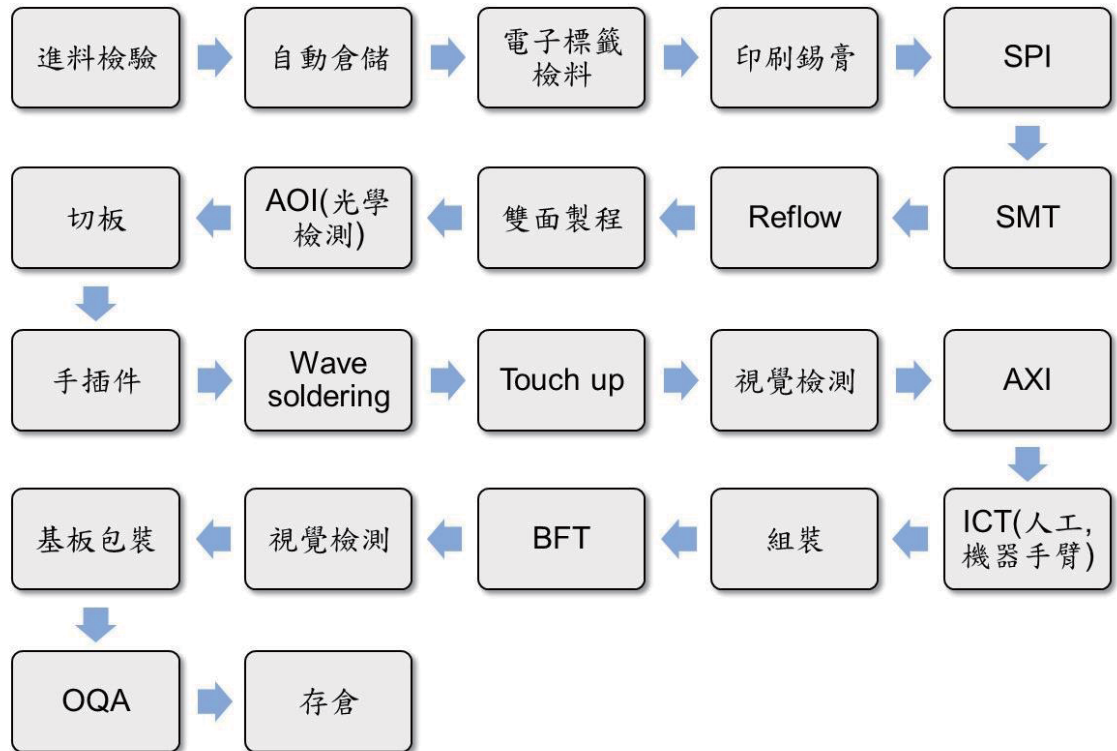 進料檢驗
自動倉儲
電子標籤
檢料
印刷錫膏
SPI
SMT
Reflow
雙面製程
AOI(光學
檢測)
切板
手插件
Wave
soldering
Touch up
視覺檢測
AXI
ICT(人工,
機器手臂)
組裝
BFT
視覺檢測
基板包裝
OQA
存倉